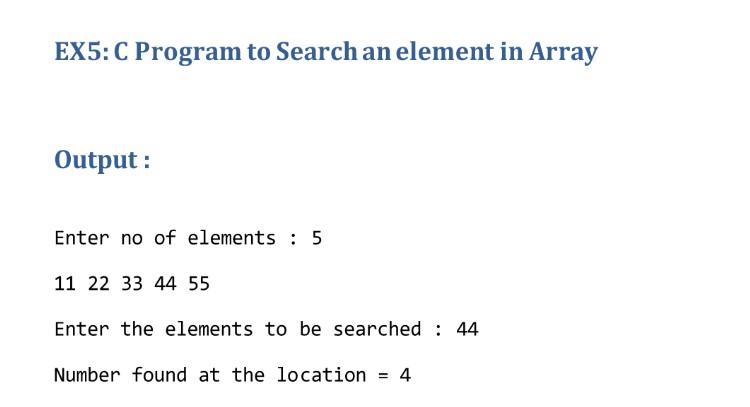 EX5: C Program to Search an element in Array
Output :
Enter no of elements : 5
11 22 33 44 55
Enter the elements to be searched : 44
Number found at the location = 4